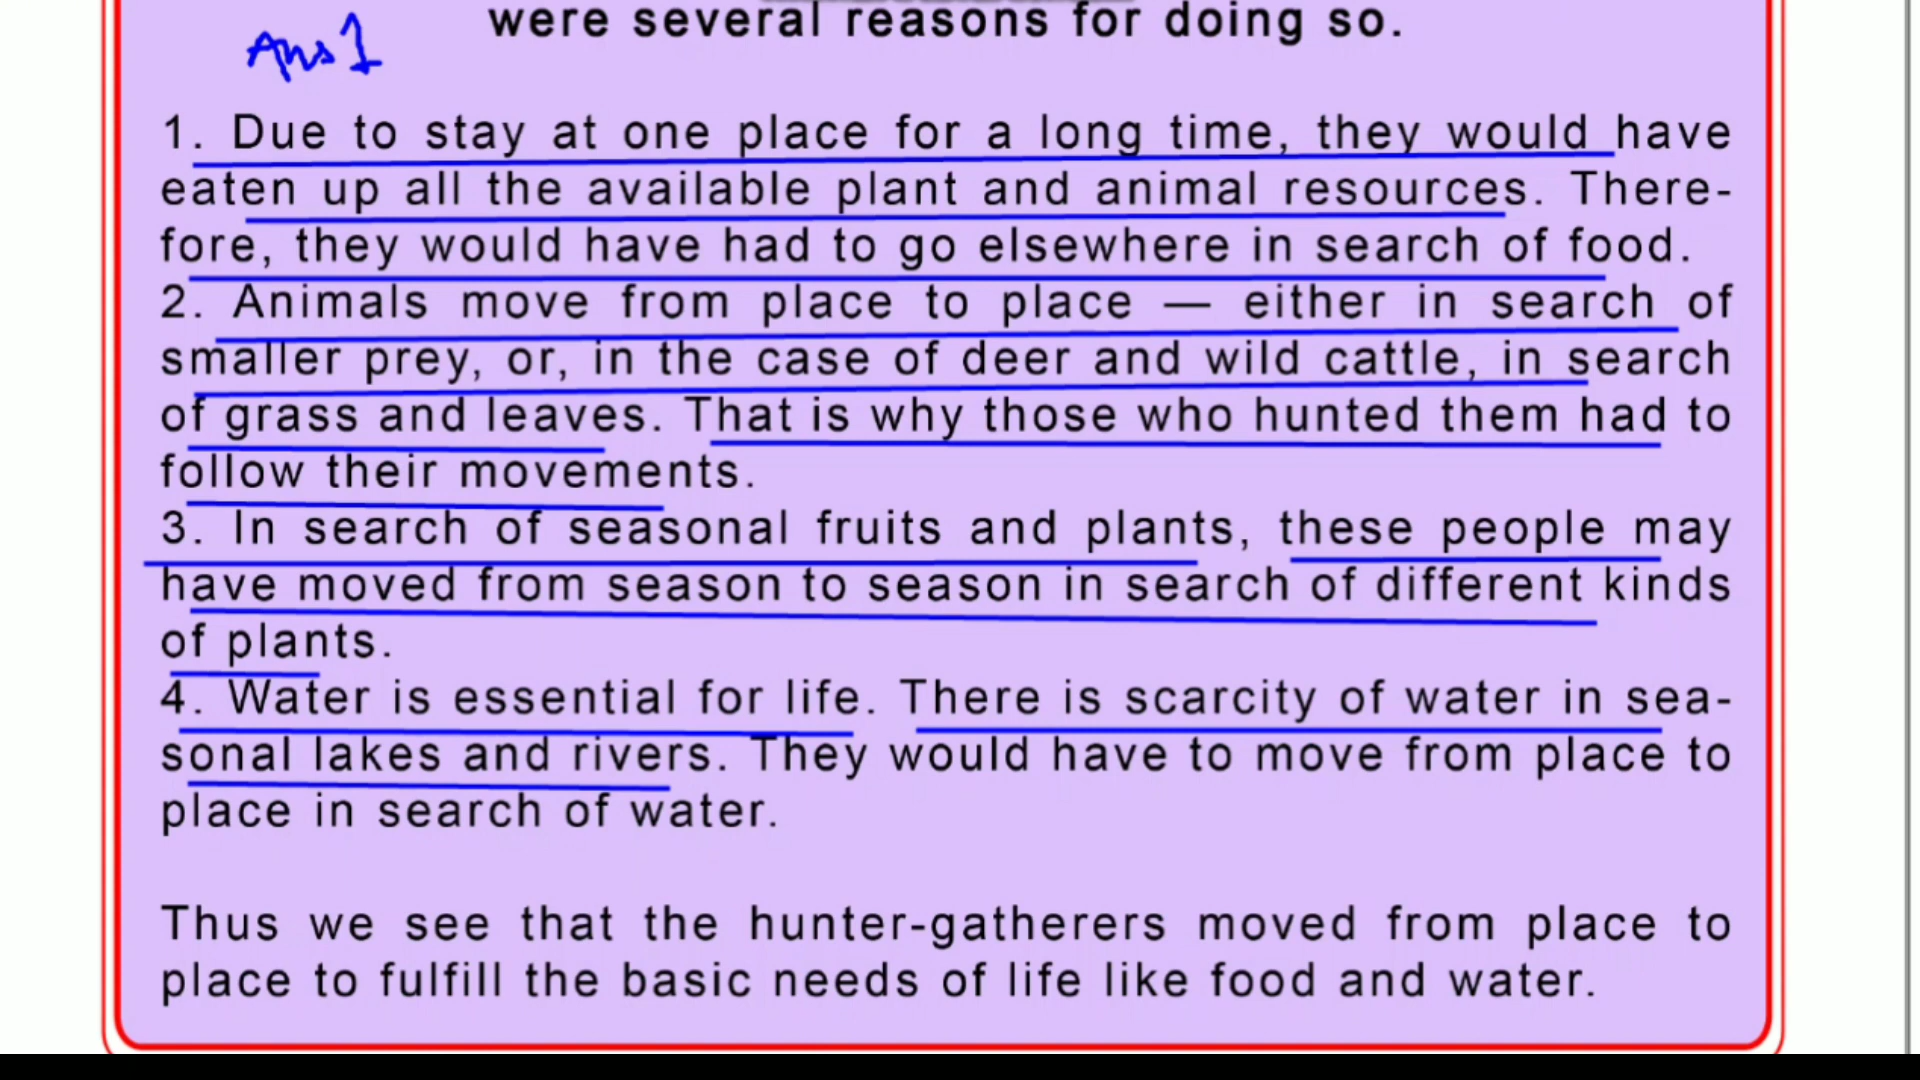 were several reasons for doing so.
Ans 1
1. Due to stay at one place for a long time, they would have
eaten up all the available plant and animal resources. There-
fore, they would have had to go elsewhere in search of food.
2. Animals move from place to place — either in search of
smaller prey, or, in the case of deer and wild cattle, in search
of grass and leaves. That is why those who hunted them had to
follow their movements.
3. In search of seasonal fruits and plants, these people may
have moved from season to season in search of different kinds
of plants.
4. Water is essential for life. There is scarcity of water in sea-
sonal lakes and rivers. They would have to move from place to
place in search of water.
Thus we see that the hunter-gatherers moved from place to
place to fulfill the basic needs of life like food and water.